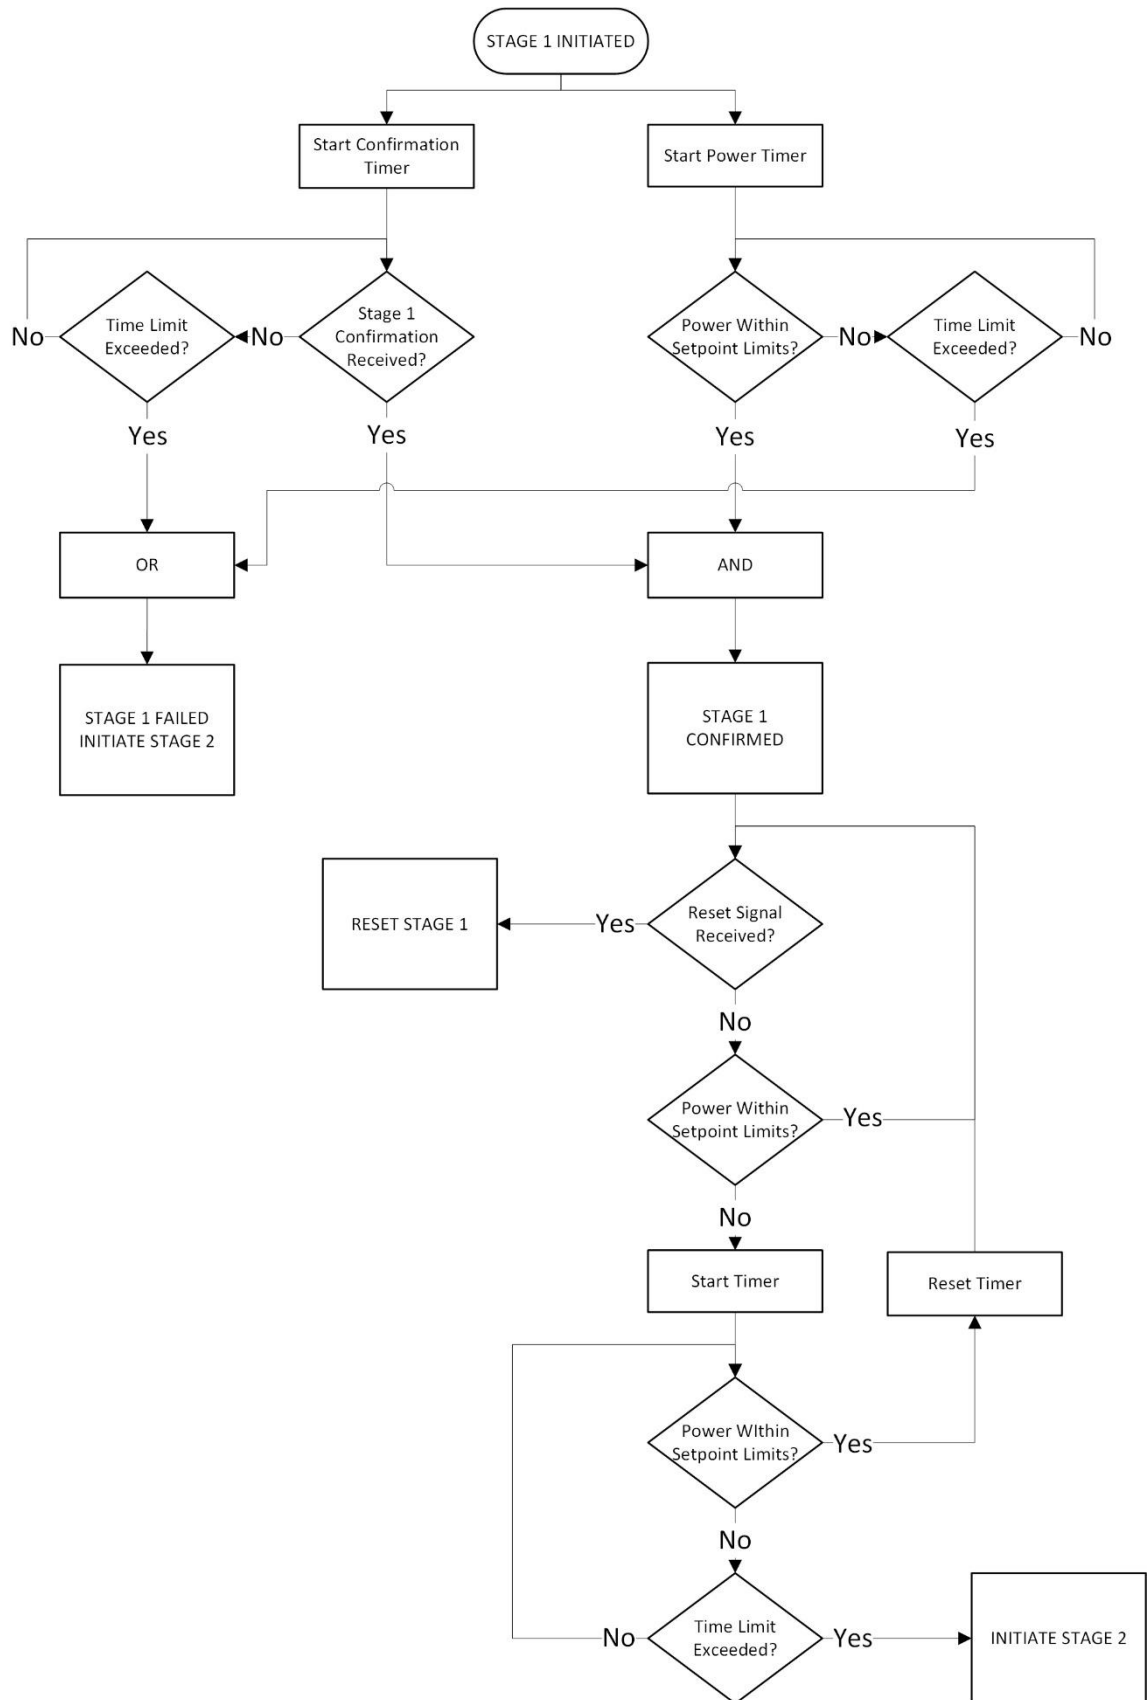 STAGE 1 INITIATED
Start Confirmation
Timer
Start Power Timer
Time Limit
Exceeded?
Stage 1
Confirmation
Received?
Power Within
Setpoint Limits?
Time Limit
Exceeded?
No
No
No
No
Yes
Yes
Yes
Yes
OR
AND
STAGE 1 FAILED
INITIATE STAGE 2
STAGE 1
CONFIRMED
RESET STAGE 1
Yes
Reset Signal
Received?
No
Power Within
Setpoint Limits?
Yes
No
Start Timer
Reset Timer
Power WIthin
Setpoint Limits?
Yes
No
No
Time Limit
Exceeded?
Yes
INITIATE STAGE 2